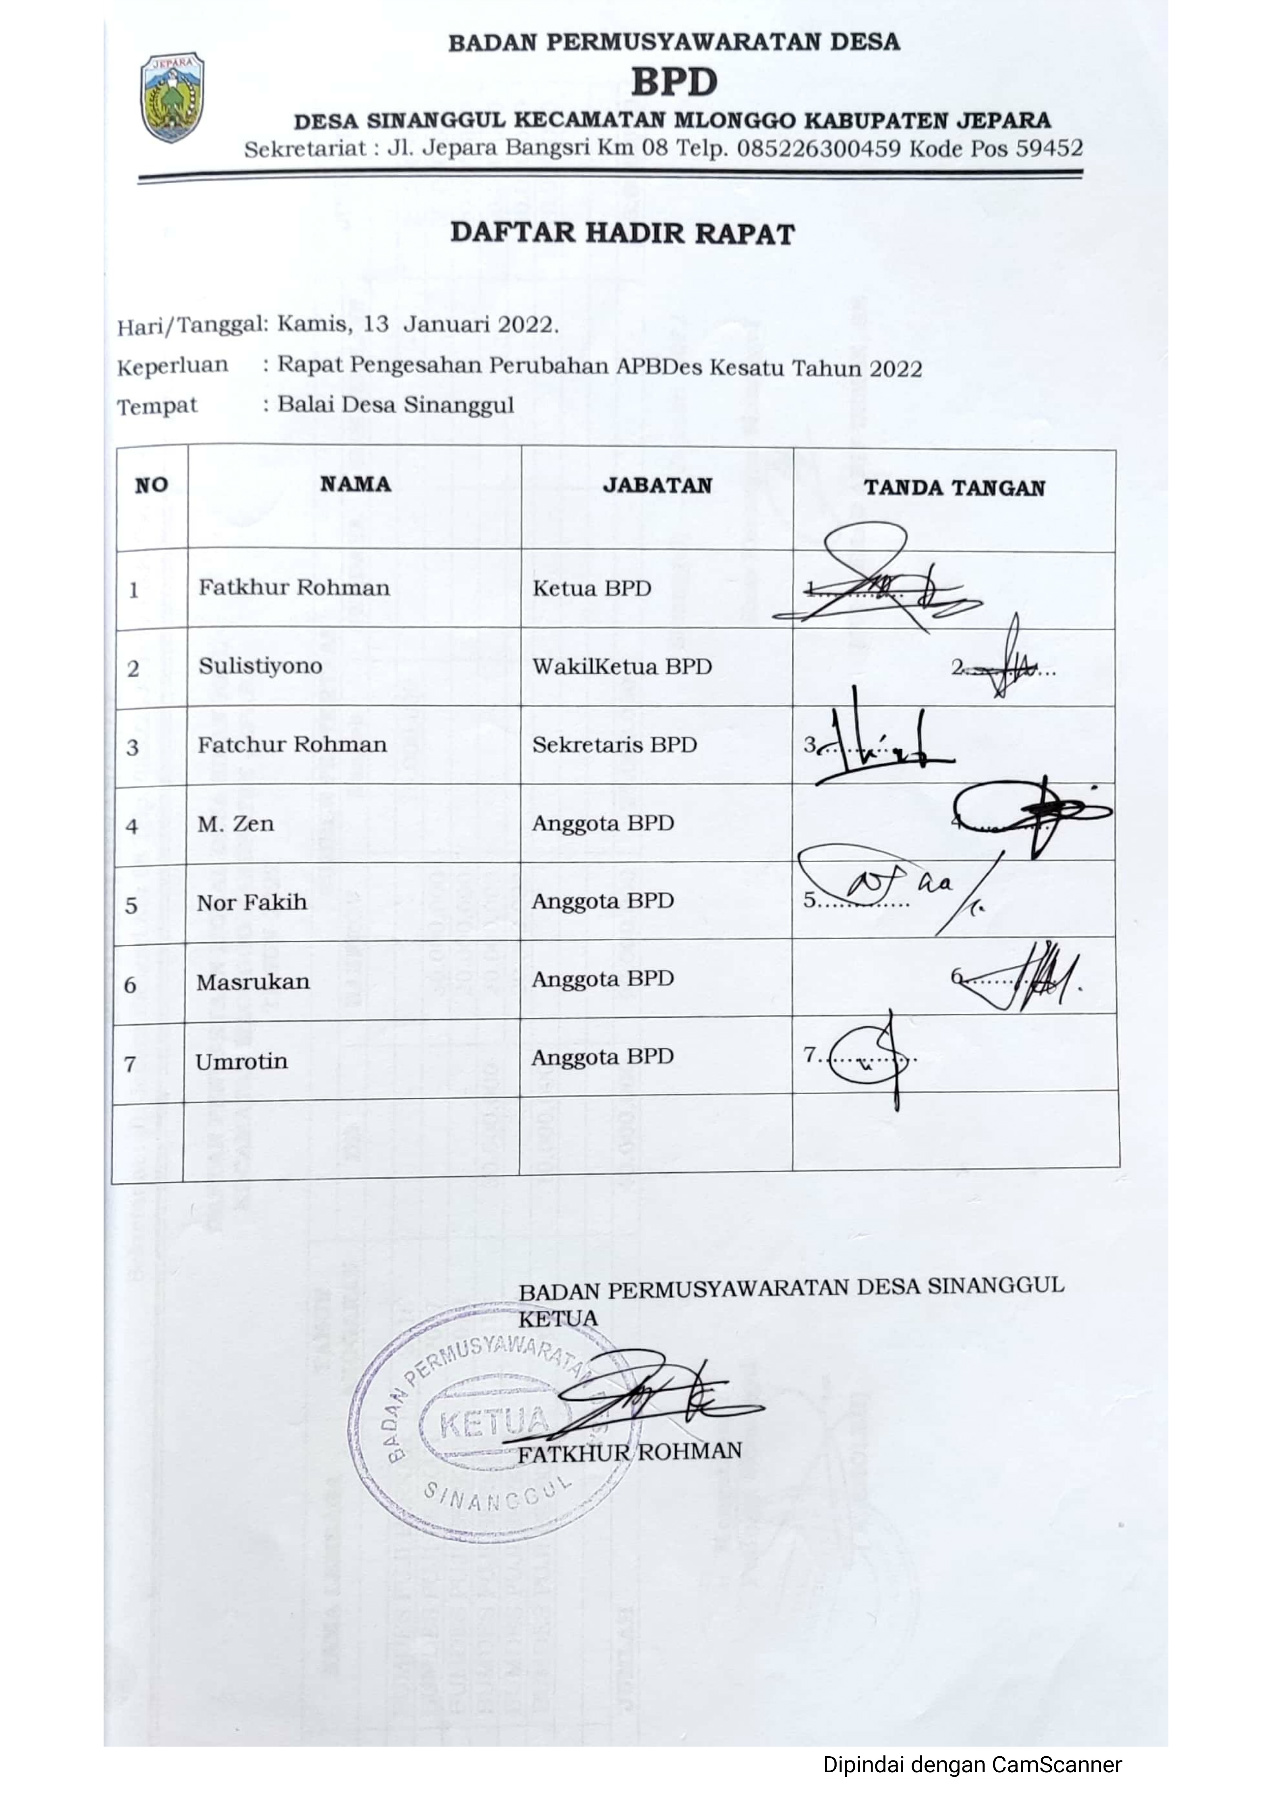 JEPARA
BADAN PERMUSYAWARATAN DESA
BPD
DESA SINANGGUL KECAMATAN MLONGGO KABUPATEN JEPARA
Sekretariat : Jl. Jepara Bangsri Km 08 Telp. 085226300459 Kode Pos 59452
DAFTAR HADIR RAPAT
Hari/Tanggal: Kamis, 13 Januari 2022.
Keperluan : Rapat Pengesahan Perubahan APBDes Kesatu Tahun 2022
Tempat : Balai Desa Sinanggul
NO NAMA JABATAN TANDA TANGAN
1 Fatkhur Rohman Ketua BPD 1............
2 Sulistiyono WakilKetua BPD 2............
3 Fatchur Rohman Sekretaris BPD 3............
4 M. Zen Anggota BPD 4............
5 Nor Fakih Anggota BPD 5............
6 Masrukan Anggota BPD 6............
7 Umrotin Anggota BPD 7............
BADAN PERMUSYAWARATAN DESA SINANGGUL
KETUA
BADAN PERMUSYAWARATAN
KETUA
SINANGGUL
FATKHUR ROHMAN
Dipindai dengan CamScanner